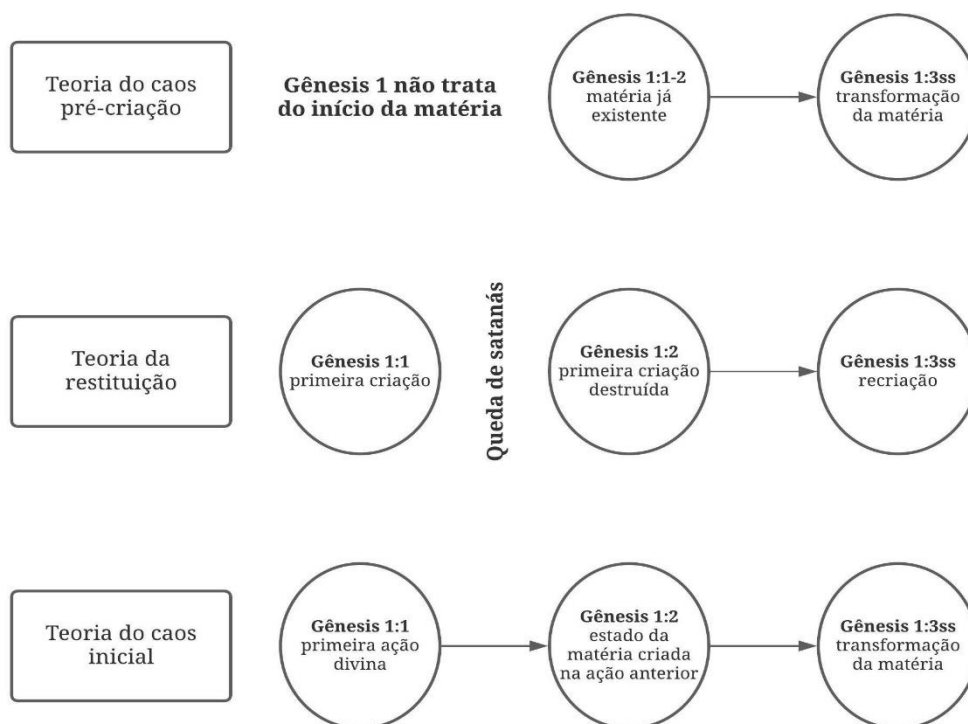 Teoria do caos
pré-criação
Gênesis 1 não trata
do início da matéria
Gênesis 1:1-2
matéria já
existente
Gênesis 1:3ss
transformação
da matéria
Teoria da
restituição
Gênesis 1:1
primeira criação
Queda de satanás
Gênesis 1:2
primeira criação
destruída
Gênesis 1:3ss
recriação
Teoria do caos
inicial
Gênesis 1:1
primeira ação
divina
Gênesis 1:2
estado da
matéria criada
na ação anterior
Gênesis 1:3ss
transformação
da matéria